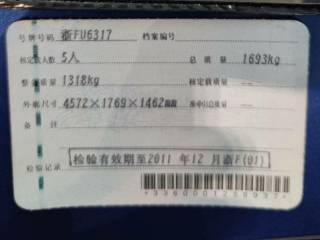 号牌号码 浙FU6317 档案编号
核定载人数 5人 总质量 1693kg
整备质量 1318kg 核定载质量 --
外廓尺寸 4572×1769×1462mm 准牵引总质量 --
备注
检验记录 检验有效期至2011年12月浙F(01)